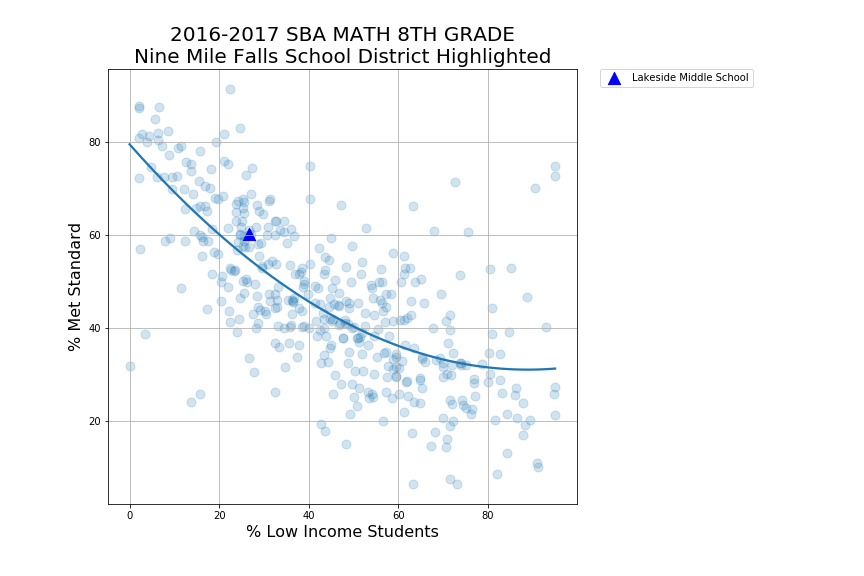 2016-2017 SBA MATH 8TH GRADE
Nine Mile Falls School District Highlighted
Lakeside Middle School
% Met Standard
80
60
40
20
0 20 40 60 80
% Low Income Students